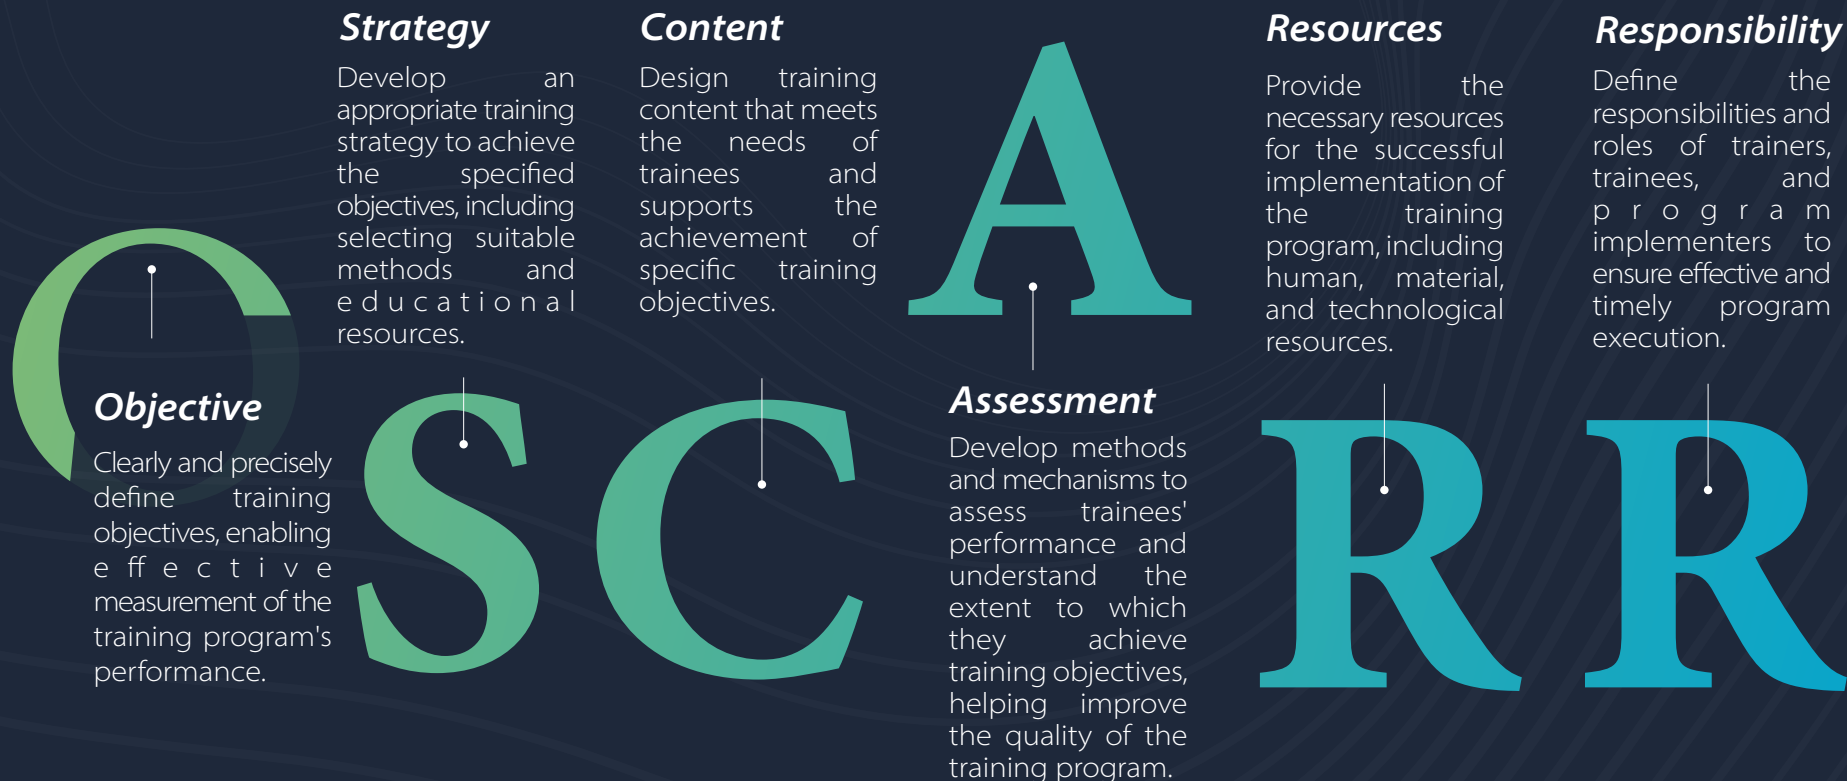 O
Objective
Clearly and precisely
define training
objectives, enabling
effective
measurement of the
training program's
performance.
Strategy
Develop an
appropriate training
strategy to achieve
the specified
objectives, including
selecting suitable
methods and
educational
resources.
S
Content
Design training
content that meets
the needs of
trainees and
supports the
achievement of
specific training
objectives.
C
A
Assessment
Develop methods
and mechanisms to
assess trainees'
performance and
understand the
extent to which
they achieve
training objectives,
helping improve
the quality of the
training program.
Resources
Provide the
necessary resources
for the successful
implementation of
the training
program, including
human, material,
and technological
resources.
R
Responsibility
Define the
responsibilities and
roles of trainers,
trainees, and
program
implementers to
ensure effective and
timely program
execution.
R